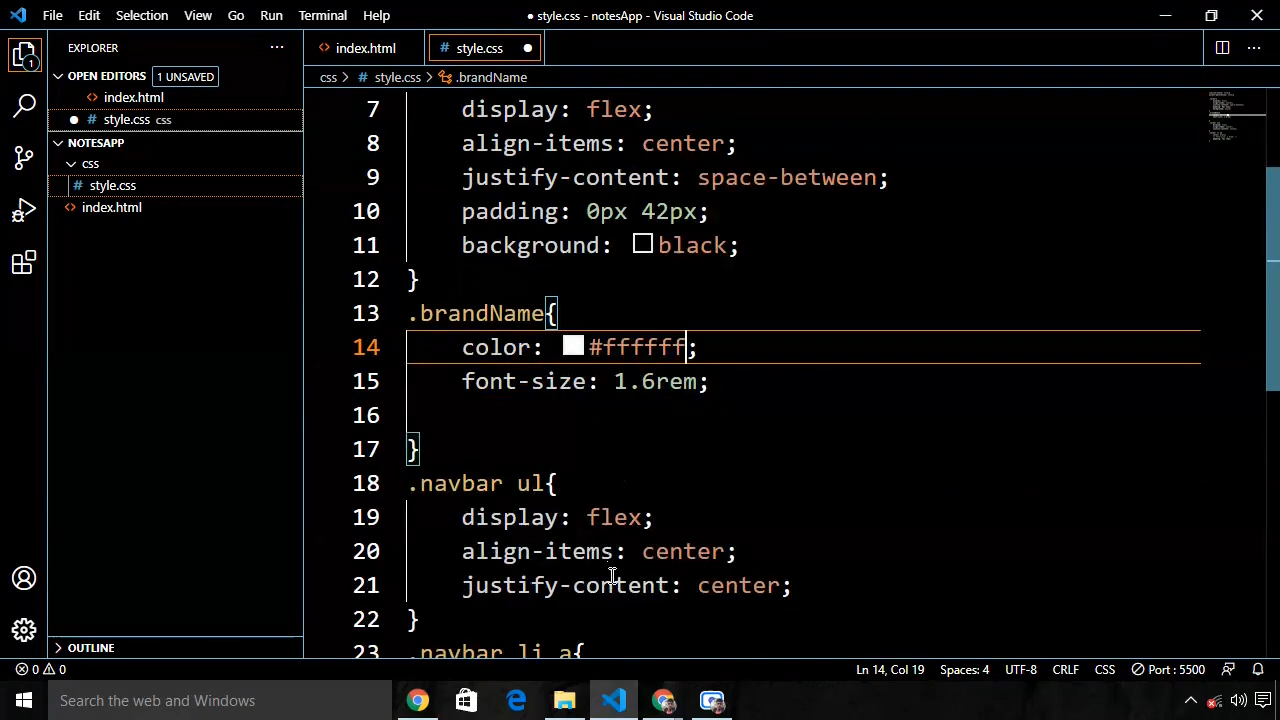 File Edit Selection View Go Run Terminal Help
● style.css - notesApp - Visual Studio Code
EXPLORER
OPEN EDITORS 1 UNSAVED
<> index.html
● # style.css css
NOTESAPP
css
# style.css
<> index.html
OUTLINE
<> index.html
# style.css ●
css > # style.css > .brandName
7 display: flex;
8 align-items: center;
9 justify-content: space-between;
10 padding: 0px 42px;
11 background: black;
12 }
13 .brandName{
14 color: #ffffff;
15 font-size: 1.6rem;
16
17 }
18 .navbar ul{
19 display: flex;
20 align-items: center;
21 justify-content: center;
22 }
23 .navbar li a{
1
0 0
Ln 14, Col 19 Spaces: 4 UTF-8 CRLF CSS Port : 5500
Search the web and Windows